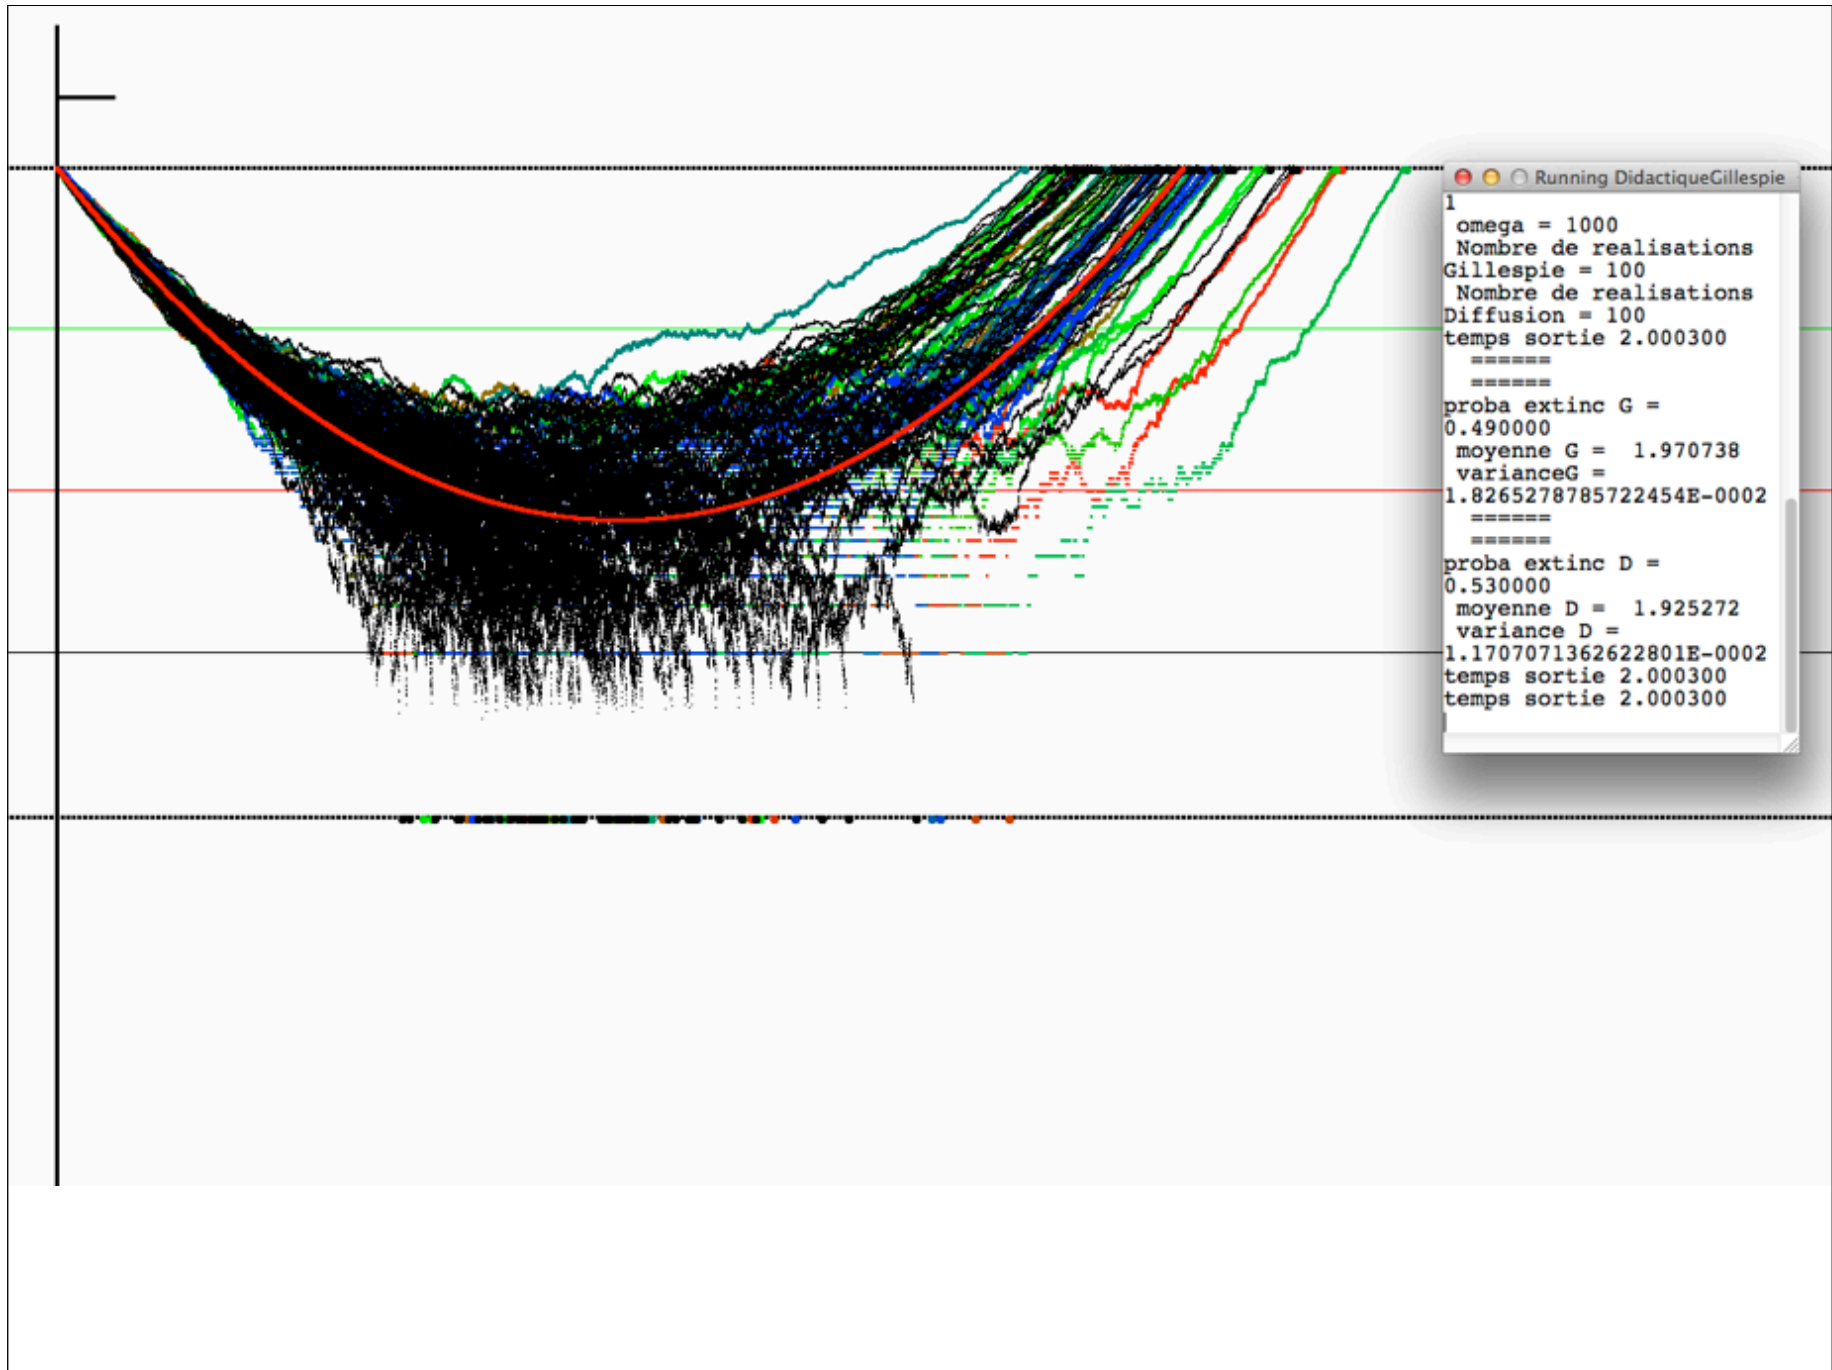 Running DidactiqueGillespie
1
omega = 1000
Nombre de realisations
Gillespie = 100
Nombre de realisations
Diffusion = 100
temps sortie 2.000300
======
======
proba extinc G =
0.490000
moyenne G =  1.970738
varianceG =
1.8265278785722454E-0002
======
======
proba extinc D =
0.530000
moyenne D =  1.925272
variance D =
1.1707071362622801E-0002
temps sortie 2.000300
temps sortie 2.000300